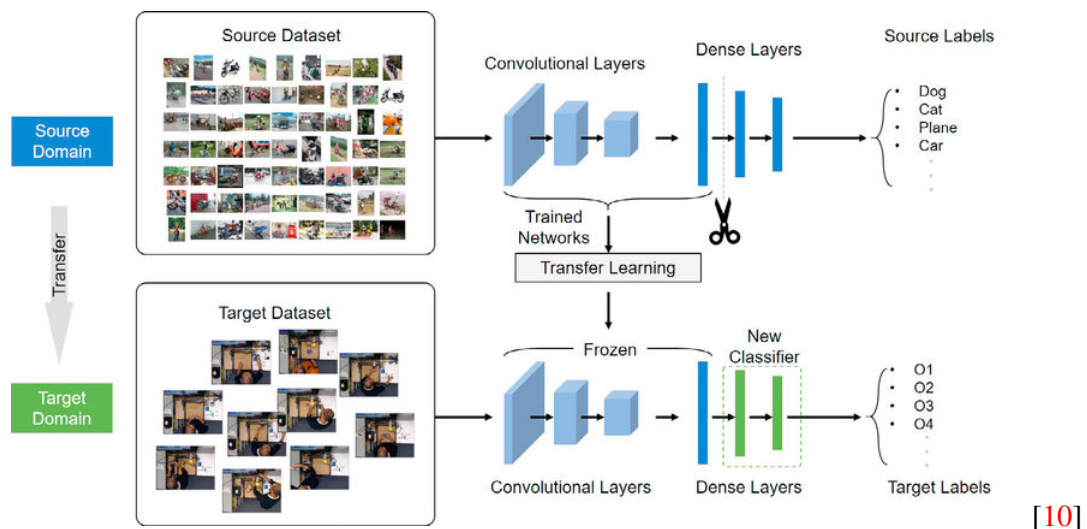 Source Dataset
Source
Domain
Convolutional Layers
Dense Layers
Source Labels
• Dog
• Cat
• Plane
• Car
Trained
Networks
Transfer Learning
Transfer
Target Dataset
Target
Domain
Frozen
New
Classifier
• O1
• O2
• O3
• O4
Convolutional Layers
Dense Layers
Target Labels
[10]